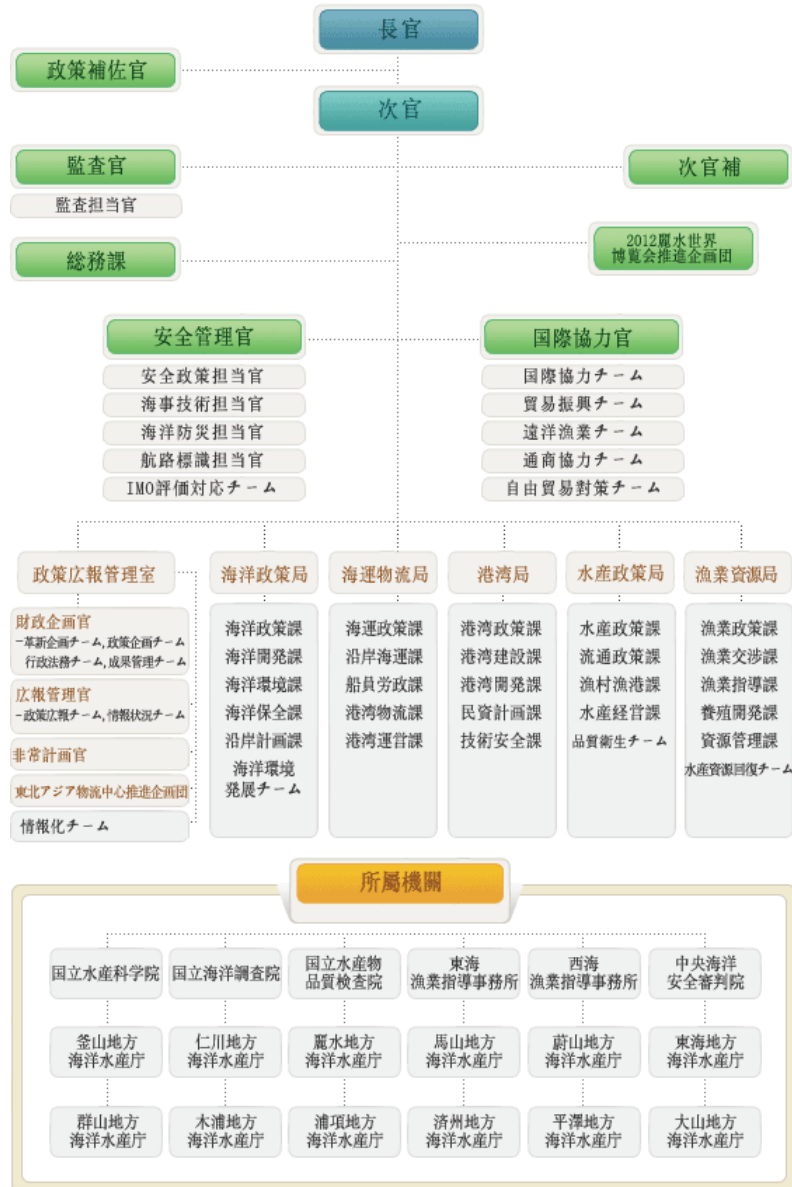 長官
政策補佐官
次官
監査官
次官補
監査担当官
2012麗水世界
博覧会推進企画団
総務課
安全管理官
安全政策担当官
海事技術担当官
海洋防災担当官
航路標識担当官
IMO評価対応チーム
国際協力官
国際協力チーム
貿易振興チーム
遠洋漁業チーム
通商協力チーム
自由貿易對策チーム
政策広報管理室
財政企画官
-革新企画チーム,政策企画チーム
行政法務チーム,成果管理チーム
広報管理官
-政策広報チーム,情報状況チーム
非常計画官
東北アジア物流中心推進企画団
情報化チーム
海洋政策局
海洋政策課
海洋開発課
海洋環境課
海洋保全課
沿岸計画課
海洋環境
発展チーム
海運物流局
海運政策課
沿岸海運課
船員労政課
港湾物流課
港湾運営課
港湾局
港湾政策課
港湾建設課
港湾開発課
民資計画課
技術安全課
水産政策局
水産政策課
流通政策課
漁村漁港課
水産経営課
品質衛生チーム
漁業資源局
漁業政策課
漁業交渉課
漁業指導課
養殖開発課
資源管理課
水産資源回復チーム
所屬機關
国立水産科学院
国立海洋調査院
国立水産物
品質検査院
東海
漁業指導事務所
西海
漁業指導事務所
中央海洋
安全審判院
釜山地方
海洋水産庁
仁川地方
海洋水産庁
麗水地方
海洋水産庁
馬山地方
海洋水産庁
蔚山地方
海洋水産庁
東海地方
海洋水産庁
群山地方
海洋水産庁
木浦地方
海洋水産庁
浦項地方
海洋水産庁
済州地方
海洋水産庁
平澤地方
海洋水産庁
大山地方
海洋水産庁